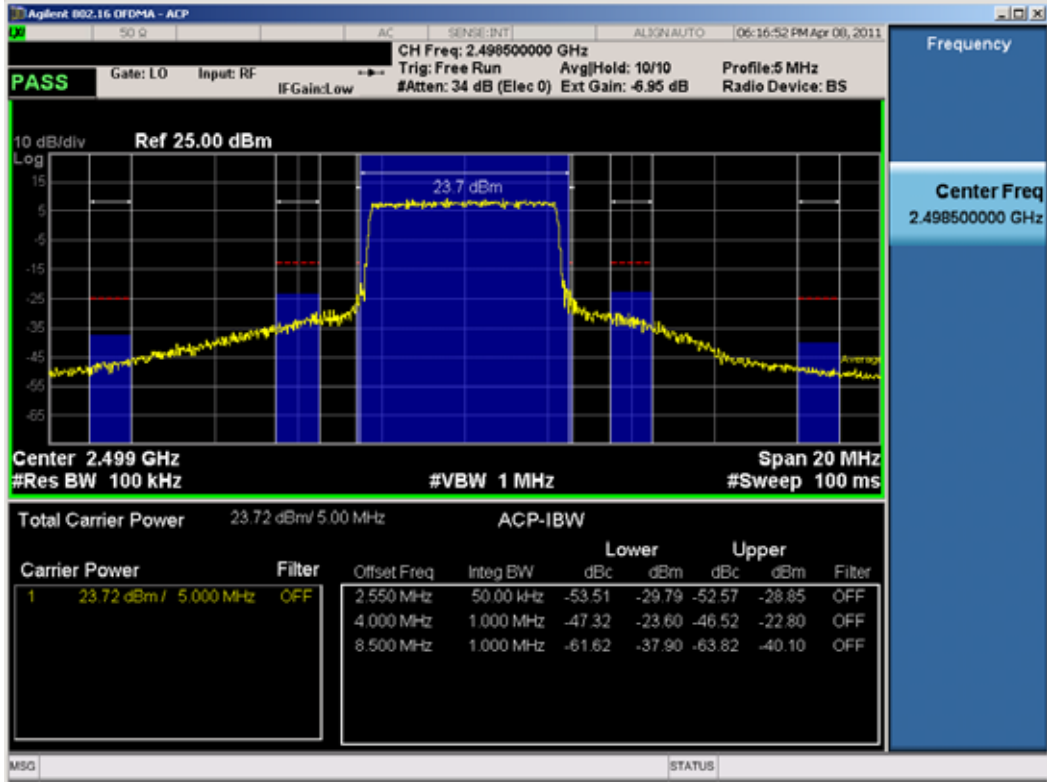 Agilent 802.16 OFDMA - ACP
LXI 50 Ω AC SENSE:INT ALIGN AUTO 06:16:52 PM Apr 08, 2011
CH Freq: 2.498500000 GHz
PASS Gate: LO Input: RF Trig: Free Run Avg|Hold: 10/10 Profile:5 MHz
IFGain:Low #Atten: 34 dB (Elec 0) Ext Gain: -6.95 dB Radio Device: BS
10 dB/div Ref 25.00 dBm
Log
15
5
-5
-15
-25
-35
-45
-55
-65
23.7 dBm
Average
Center 2.499 GHz Span 20 MHz
#Res BW 100 kHz #VBW 1 MHz #Sweep 100 ms
Total Carrier Power 23.72 dBm/ 5.00 MHz ACP-IBW
Lower Upper
Carrier Power Filter Offset Freq Integ BW dBc dBm dBc dBm Filter
1 23.72 dBm / 5.000 MHz OFF 2.550 MHz 50.00 kHz -53.51 -29.79 -52.57 -28.85 OFF
4.000 MHz 1.000 MHz -47.32 -23.60 -46.52 -22.80 OFF
8.500 MHz 1.000 MHz -61.62 -37.90 -63.82 -40.10 OFF
MSG STATUS
Frequency
Center Freq
2.498500000 GHz